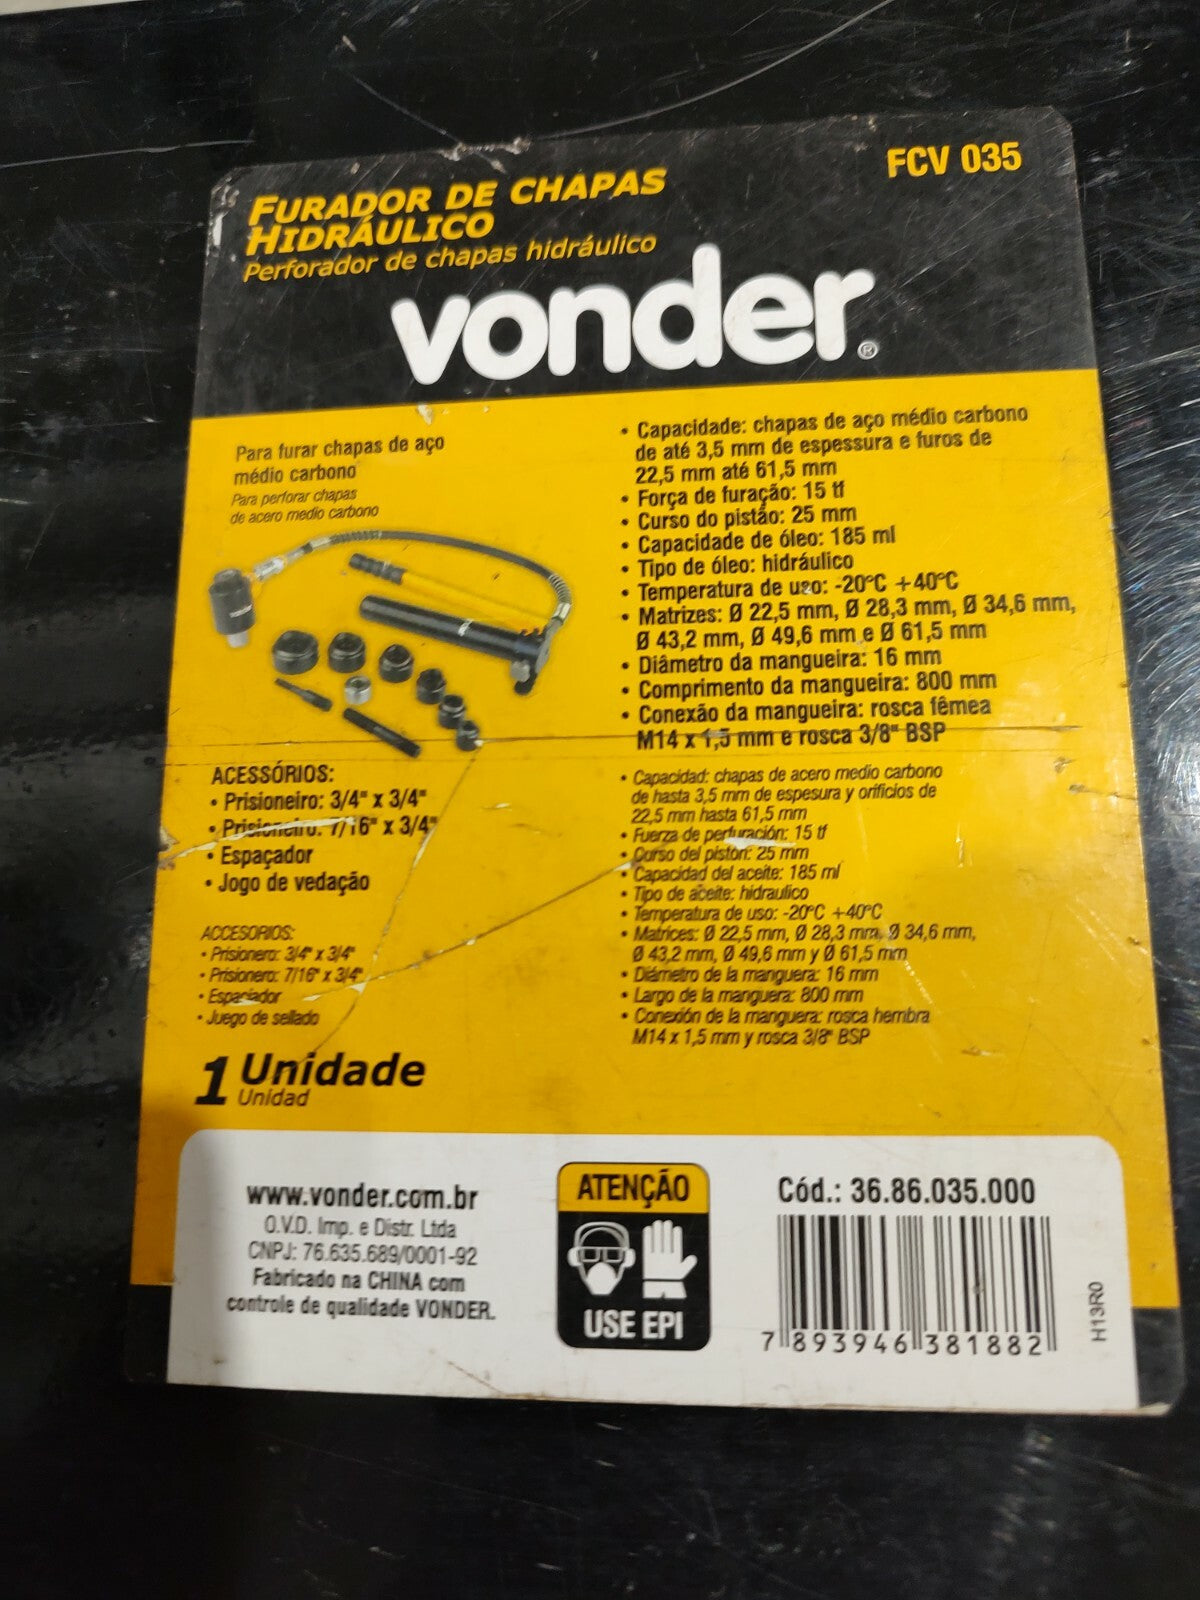 FCV 035
FURADOR DE CHAPAS
HIDRÁULICO
Perforador de chapas hidráulico
vonder®
Para furar chapas de aço
médio carbono
Para perforar chapas
de acero medio carbono
• Capacidade: chapas de aço médio carbono
de até 3,5 mm de espessura e furos de
22,5 mm até 61,5 mm
• Força de furação: 15 tf
• Curso do pistão: 25 mm
• Capacidade de óleo: 185 ml
• Tipo de óleo: hidráulico
• Temperatura de uso: -20°C +40°C
• Matrizes: Ø 22,5 mm, Ø 28,3 mm, Ø 34,6 mm,
Ø 43,2 mm, Ø 49,6 mm e Ø 61,5 mm
• Diâmetro da mangueira: 16 mm
• Comprimento da mangueira: 800 mm
• Conexão da mangueira: rosca fêmea
M14 x 1,5 mm e rosca 3/8" BSP
ACESSÓRIOS:
• Prisioneiro: 3/4" x 3/4"
• Prisioneiro: 7/16" x 3/4"
• Espaçador
• Jogo de vedação
ACCESORIOS:
• Prisionero: 3/4" x 3/4"
• Prisionero: 7/16" x 3/4"
• Espaciador
• Juego de sellado
• Capacidad: chapas de acero medio carbono
de hasta 3,5 mm de espesura y orificios de
22,5 mm hasta 61,5 mm
• Fuerza de perfuración: 15 tf
• Curso del pistón: 25 mm
• Capacidad del aceite: 185 ml
• Tipo de aceite: hidraulico
• Temperatura de uso: -20°C +40°C
• Matrices: Ø 22,5 mm, Ø 28,3 mm, Ø 34,6 mm,
Ø 43,2 mm, Ø 49,6 mm y Ø 61,5 mm
• Diámetro de la manguera: 16 mm
• Largo de la manguera: 800 mm
• Conexión de la manguera: rosca hembra
M14 x 1,5 mm y rosca 3/8" BSP
1 Unidade
Unidad
www.vonder.com.br
O.V.D. Imp. e Distr. Ltda
CNPJ: 76.635.689/0001-92
Fabricado na CHINA com
controle de qualidade VONDER.
ATENÇÃO
USE EPI
Cód.: 36.86.035.000
7 893946 381882
H13R0